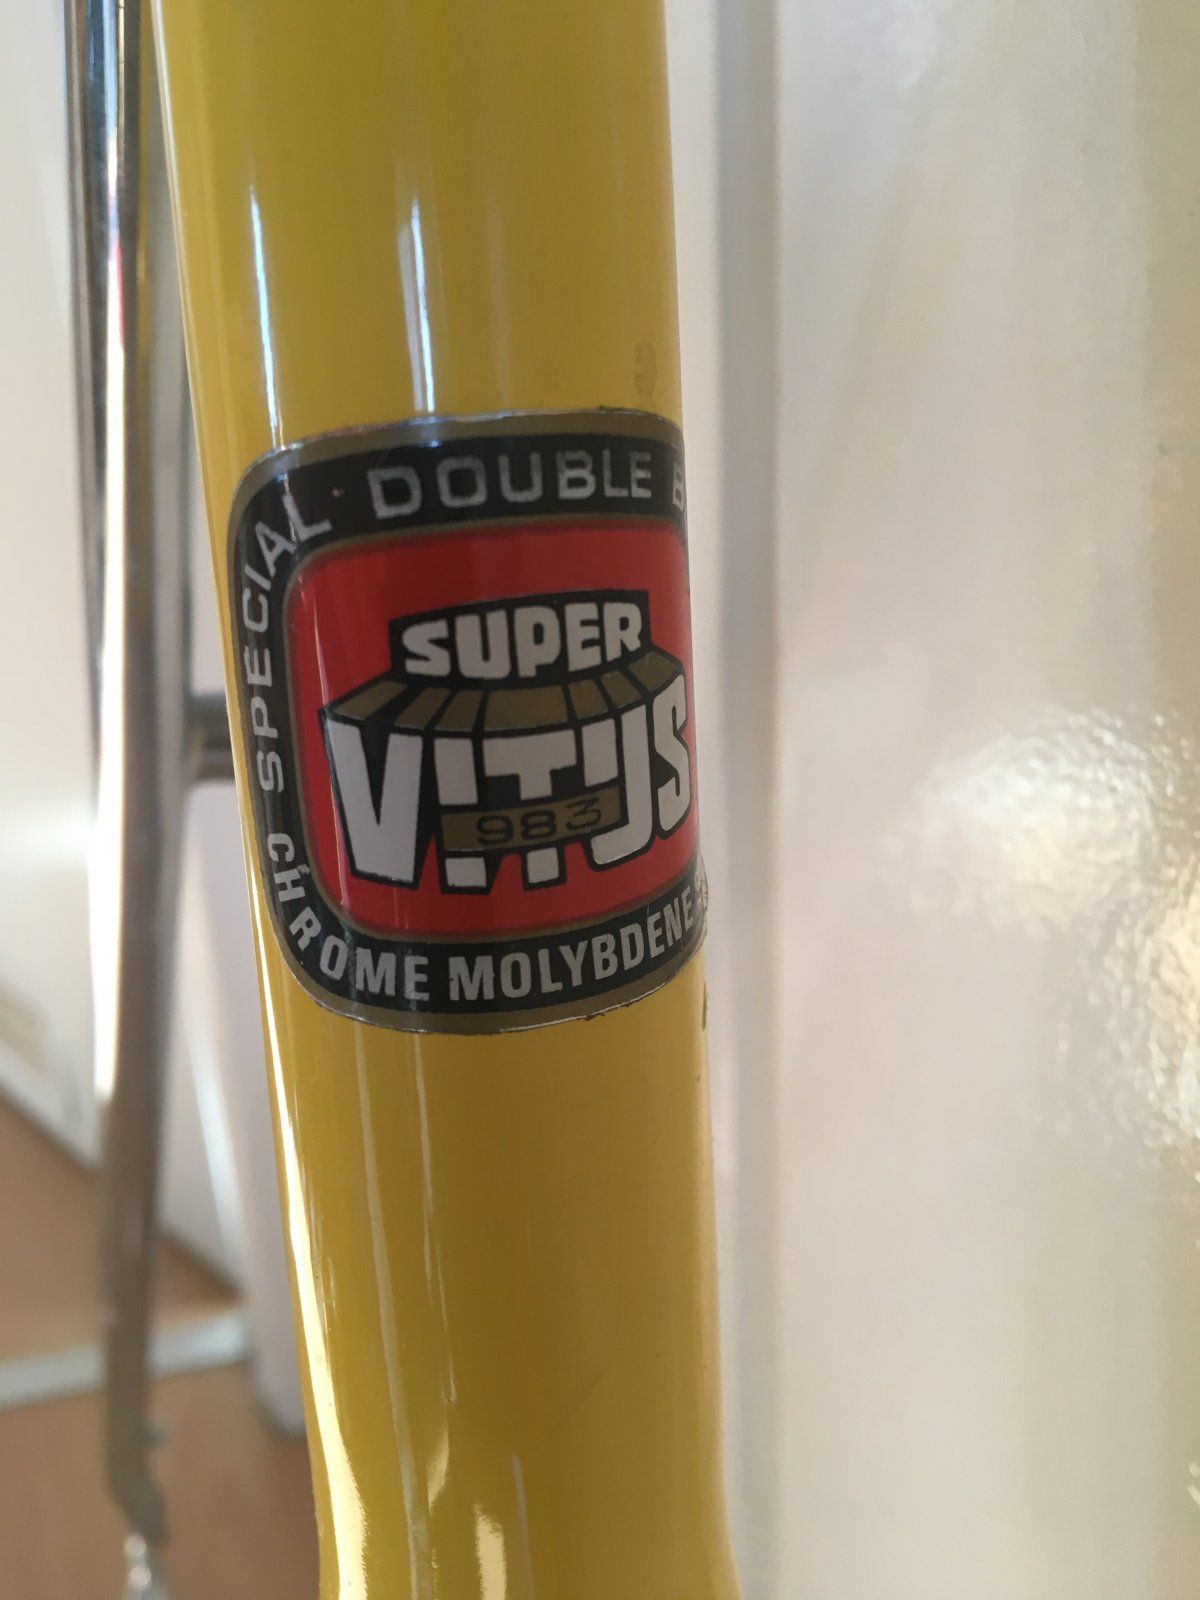 SPECIAL DOUBLE B
SUPER
VITUS
983
CHROME MOLYBDENE